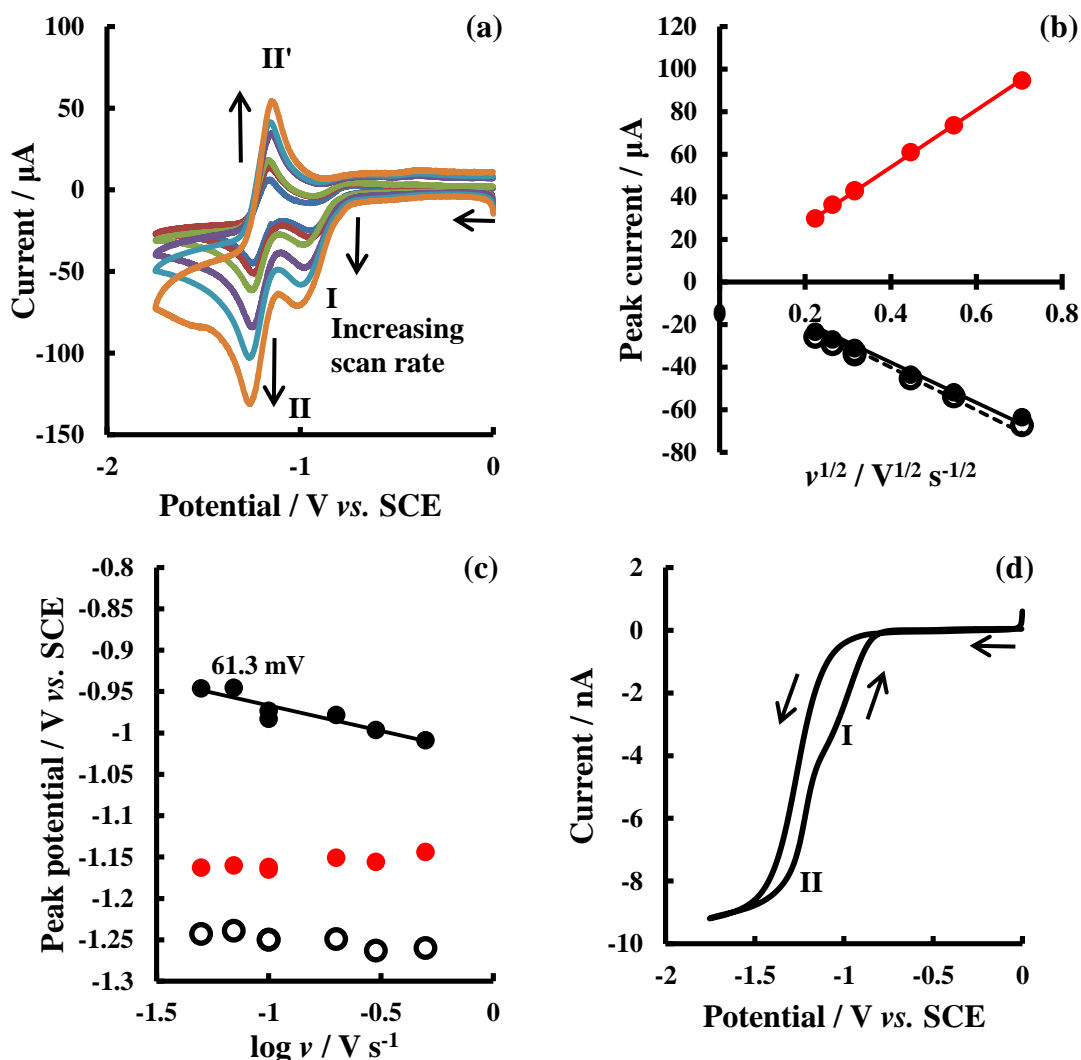 (a)
100
50
0
-50
-100
-150
Current / µA
II'
I
Increasing
scan rate
II
-2
-1
0
Potential / V vs. SCE
(b)
120
100
80
60
40
20
0
-20
-40
-60
-80
Peak current / µA
0
0.2
0.4
0.6
0.8
v1/2 / V1/2 s-1/2
(c)
-0.8
-0.85
-0.9
-0.95
-1
-1.05
-1.1
-1.15
-1.2
-1.25
-1.3
Peak potential / V vs. SCE
61.3 mV
-1.5
-1
-0.5
0
log v / V s-1
(d)
2
0
-2
-4
-6
-8
-10
Current / nA
I
II
-2
-1.5
-1
-0.5
0
Potential / V vs. SCE